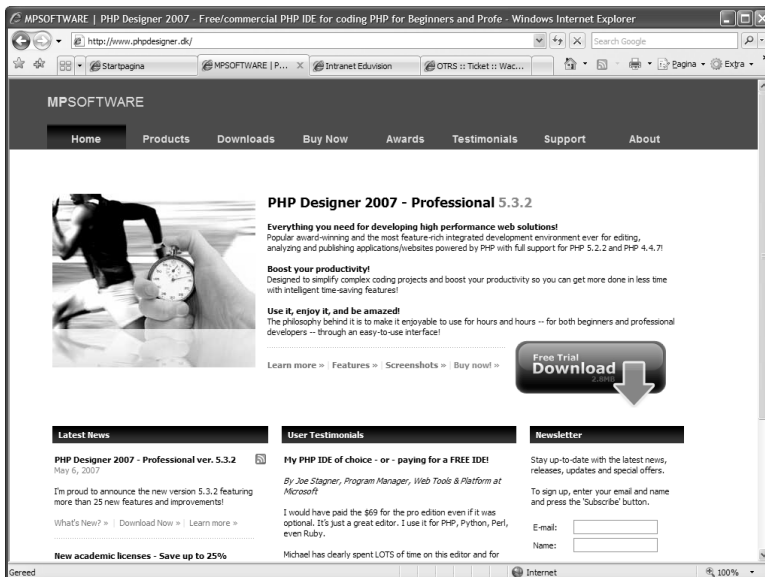 MPSOFTWARE | PHP Designer 2007 - Free/commercial PHP IDE for coding PHP for Beginners and Profe - Windows Internet Explorer
http://www.phpdesigner.dk/
Search Google
Startpagina
MPSOFTWARE | P...
Intranet Eduvision
OTRS :: Ticket :: Wac...
Pagina
Extra
MPSOFTWARE
Home Products Downloads Buy Now Awards Testimonials Support About
PHP Designer 2007 - Professional 5.3.2
Everything you need for developing high performance web solutions!
Popular award-winning and the most feature-rich integrated development environment ever for editing,
analyzing and publishing applications/websites powered by PHP with full support for PHP 5.2.2 and PHP 4.4.7!
Boost your productivity!
Designed to simplify complex coding projects and boost your productivity so you can get more done in less time
with intelligent time-saving features!
Use it, enjoy it, and be amazed!
The philosophy behind it is to make it enjoyable to use for hours and hours -- for both beginners and professional
developers -- through an easy-to-use interface!
Learn more » | Features » | Screenshots » | Buy now! »
Free Trial
Download
2.8MB
Latest News
PHP Designer 2007 - Professional ver. 5.3.2
May 6, 2007
I'm proud to announce the new version 5.3.2 featuring
more than 25 new features and improvements!
What's New? » | Download Now » | Learn more »
New academic licenses - Save up to 25%
User Testimonials
My PHP IDE of choice - or - paying for a FREE IDE!
By Joe Stagner, Program Manager, Web Tools & Platform at
Microsoft
I would have paid the $69 for the pro edition even if it was
optional. It's just a great editor. I use it for PHP, Python, Perl,
even Ruby.
Michael has clearly spent LOTS of time on this editor and for
Newsletter
Stay up-to-date with the latest news,
releases, updates and special offers.
To sign up, enter your email and name
and press the 'Subscribe' button.
E-mail:
Name:
Gereed
Internet
100%